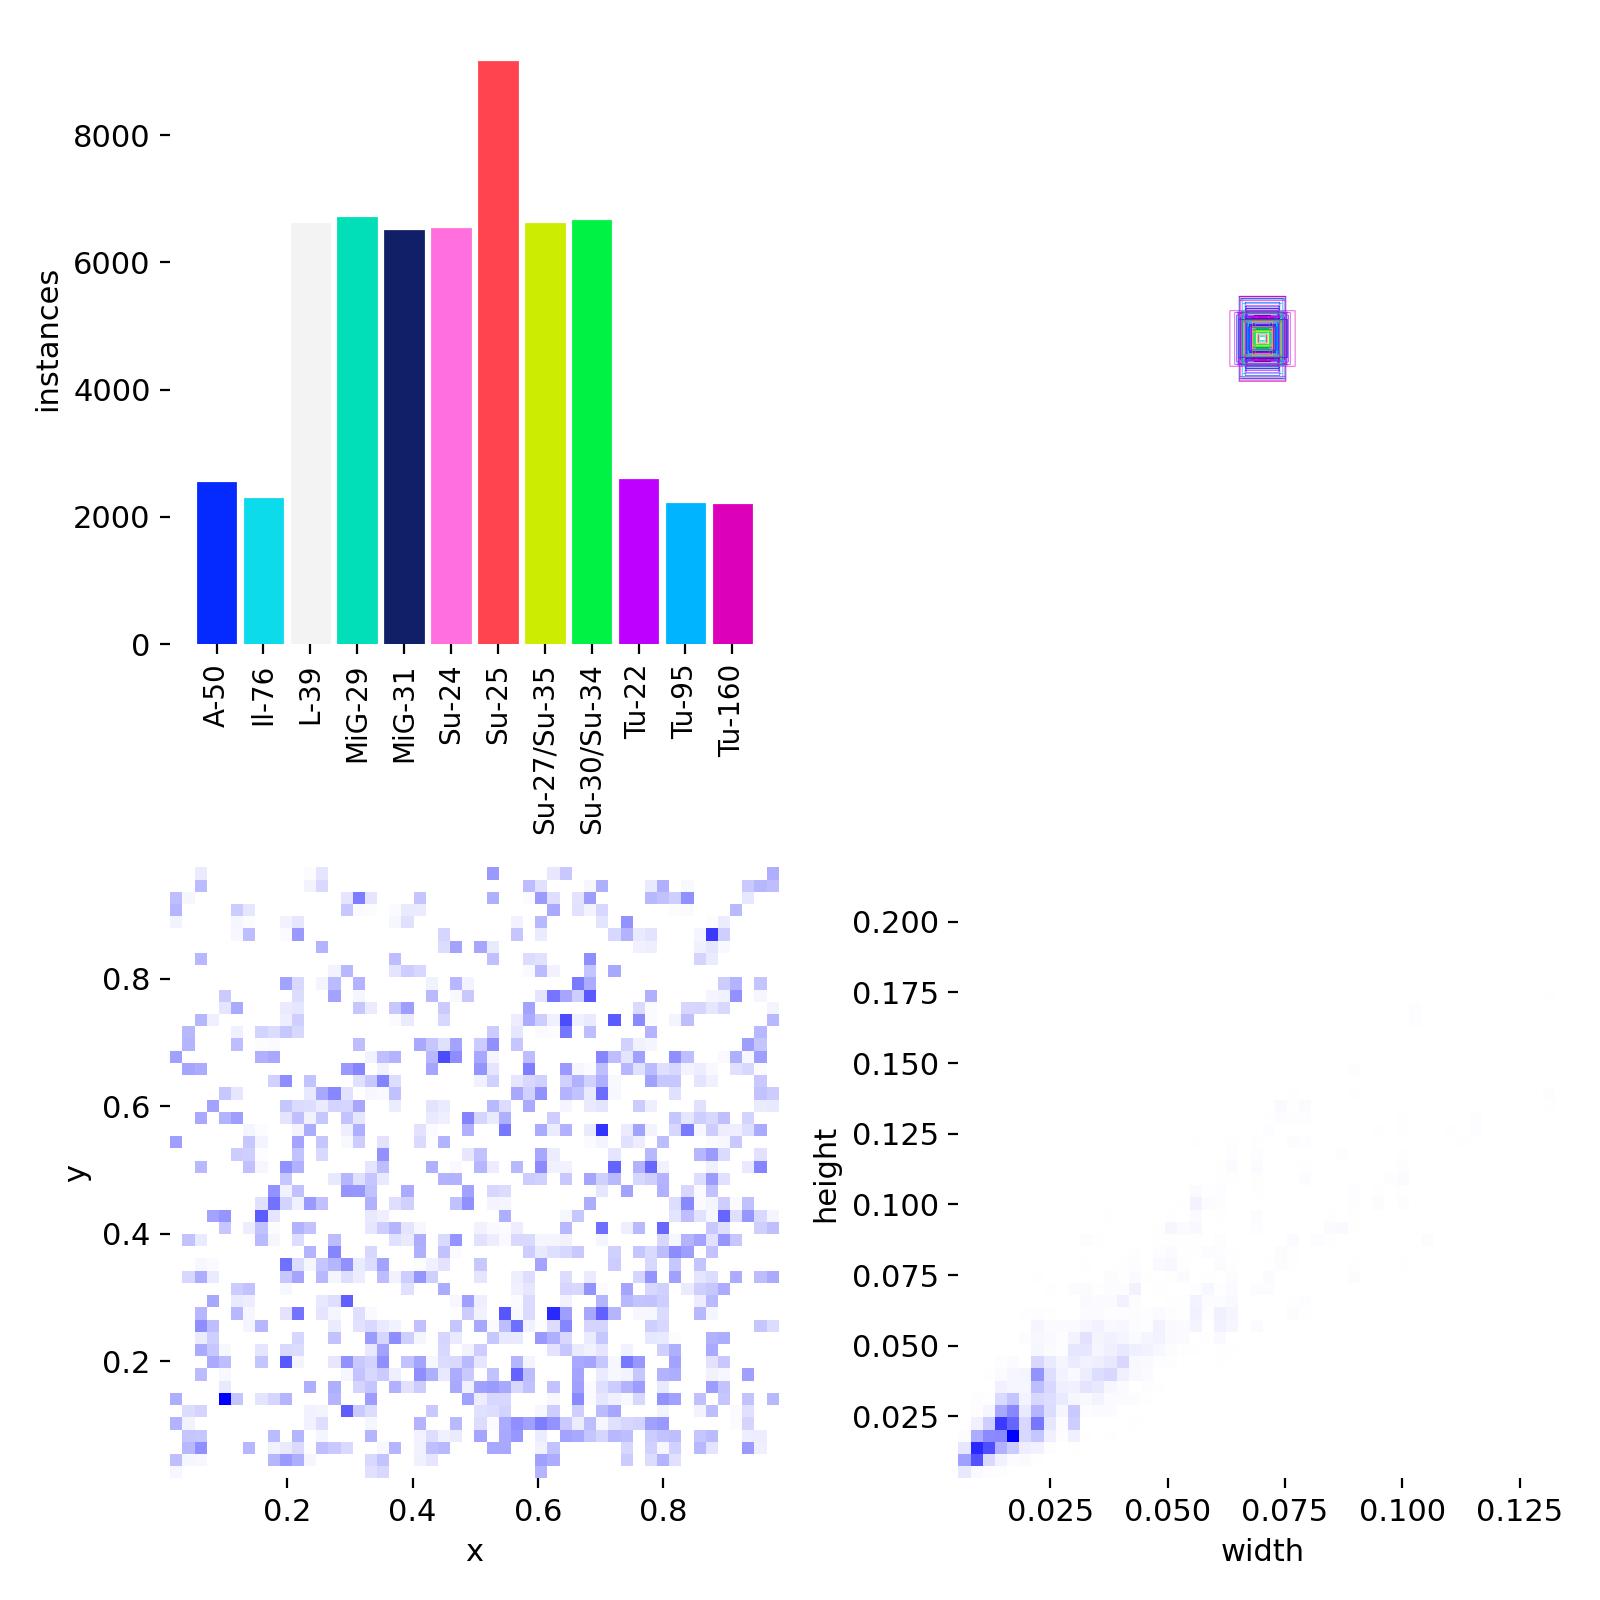 8000
6000
4000
2000
0
instances
A-50
Il-76
L-39
MiG-29
MiG-31
Su-24
Su-25
Su-27/Su-35
Su-30/Su-34
Tu-22
Tu-95
Tu-160
0.8
0.6
0.4
0.2
y
0.2 0.4 0.6 0.8
x
0.200
0.175
0.150
0.125
0.100
0.075
0.050
0.025
height
0.025 0.050 0.075 0.100 0.125
width